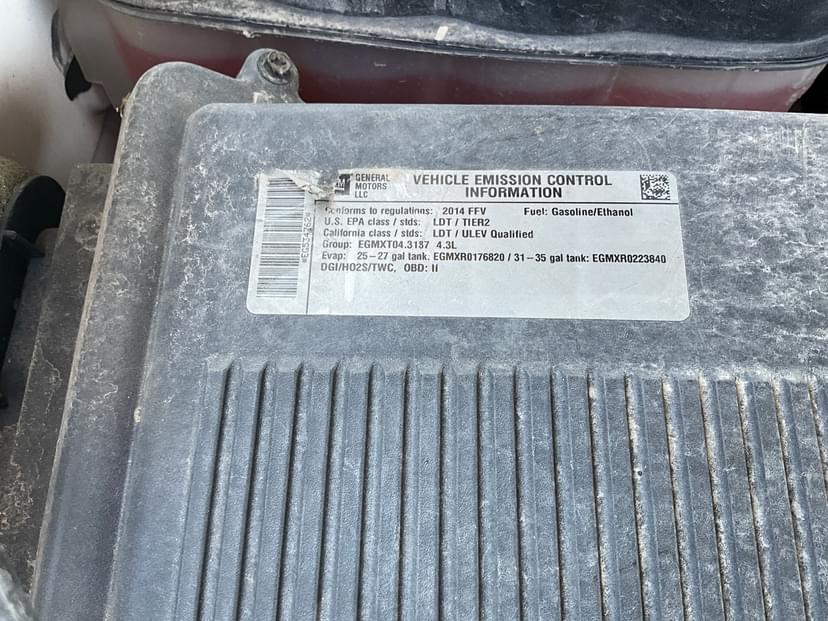 GM GENERAL MOTORS LLC
VEHICLE EMISSION CONTROL
INFORMATION
Conforms to regulations: 2014 FFV Fuel: Gasoline/Ethanol
U.S. EPA class / stds: LDT / TIER2
California class / stds: LDT / ULEV Qualified
Group: EGMXT04.3187 4.3L
Evap: 25-27 gal tank: EGMXR0176820 / 31-35 gal tank: EGMXR0223840
DGI/HO2S/TWC, OBD: II